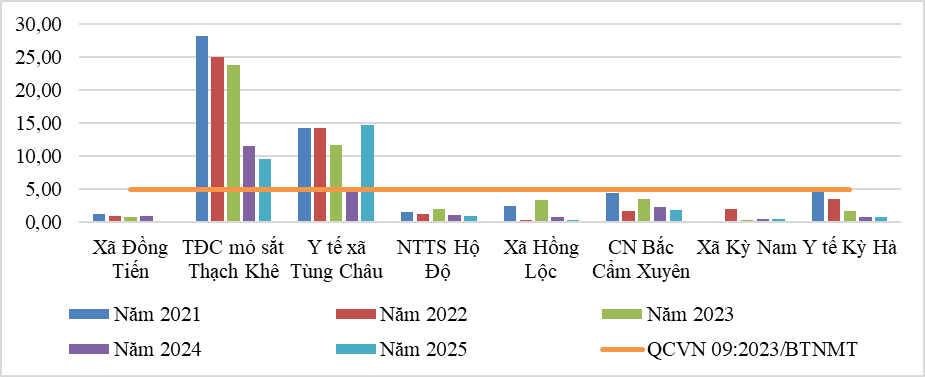 30,00
25,00
20,00
15,00
10,00
5,00
0,00
Xã Đồng Tiến
TĐC mỏ sắt Thạch Khê
Y tế xã Tùng Châu
NTTS Hộ Độ
Xã Hồng Lộc
CN Bắc Cẩm Xuyên
Xã Kỳ Nam
Y tế Kỳ Hà
Năm 2021
Năm 2022
Năm 2023
Năm 2024
Năm 2025
QCVN 09:2023/BTNMT